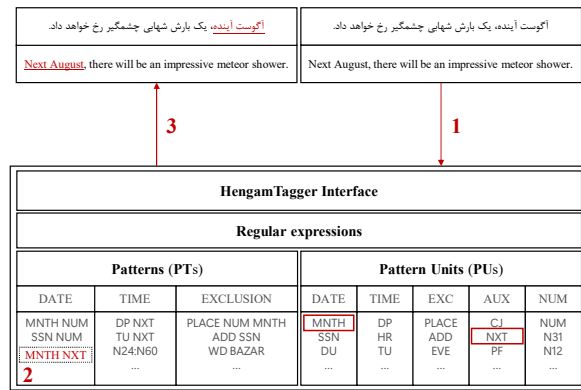 آگوست آینده، یک بارش شهابی چشمگیر رخ خواهد داد.
Next August, there will be an impressive meteor shower.
آگوست آینده، یک بارش شهابی چشمگیر رخ خواهد داد.
Next August, there will be an impressive meteor shower.
3
1
HengamTagger Interface
Regular expressions
Patterns (PTs)
Pattern Units (PUs)
DATE TIME EXCLUSION DATE TIME EXC AUX NUM
MNTH NUM DP NXT PLACE NUM MNTH MNTH DP PLACE CJ NUM
SSN NUM TU NXT ADD SSN SSN HR ADD NXT N31
MNTH NXT N24:N60 WD BAZAR DU TU EVE PF N12
2 ... ... ... ... ... ... ...